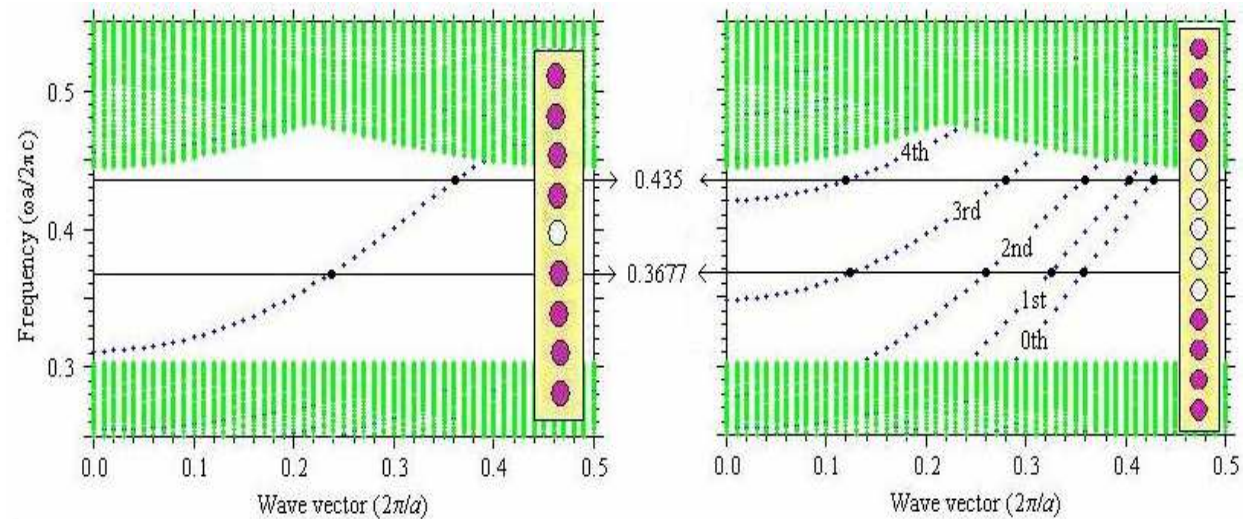 0.5
0.4
0.3
Frequency (ωa/2πc)
0.0 0.1 0.2 0.3 0.4 0.5
Wave vector (2π/a)
0.435
0.3677
4th
3rd
2nd
1st
0th
0.0 0.1 0.2 0.3 0.4 0.5
Wave vector (2π/a)